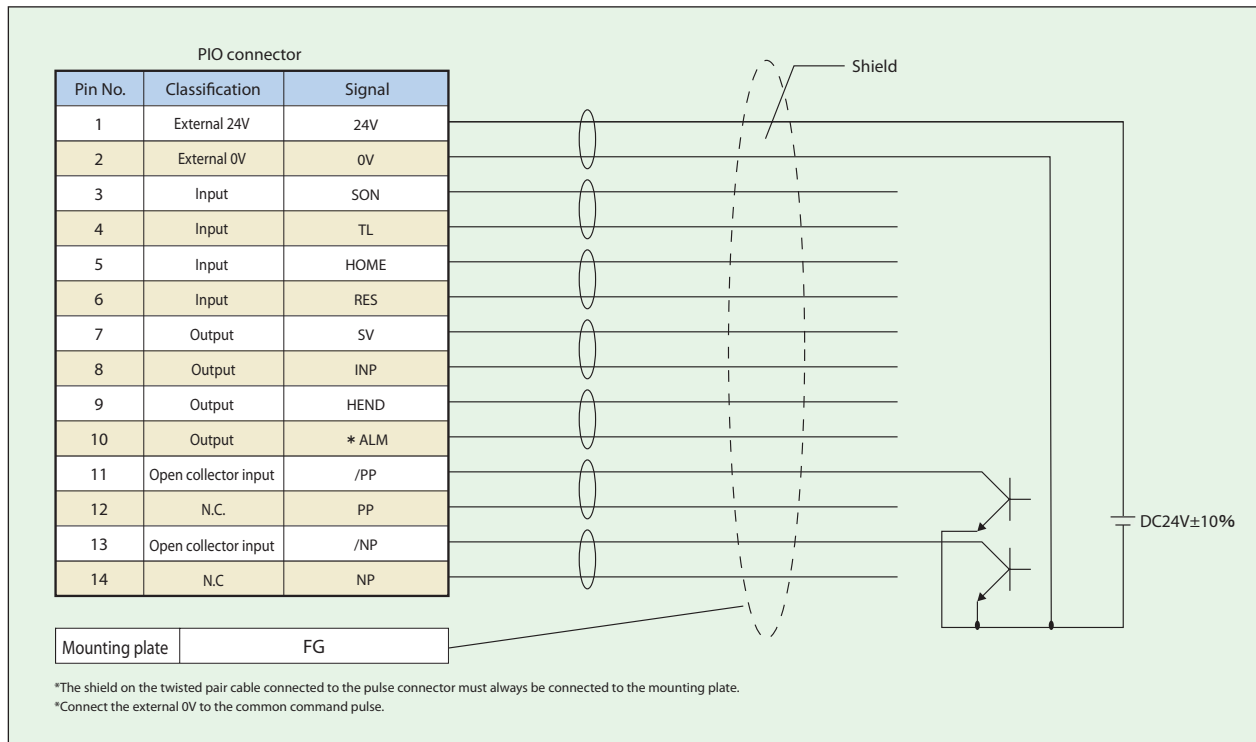 PIO connector
Shield
Pin No. Classification Signal
1 External 24V 24V
2 External 0V 0V
3 Input SON
4 Input TL
5 Input HOME
6 Input RES
7 Output SV
8 Output INP
9 Output HEND
10 Output * ALM
11 Open collector input /PP
12 N.C. PP
13 Open collector input /NP
14 N.C NP
DC24V±10%
Mounting plate FG
*The shield on the twisted pair cable connected to the pulse connector must always be connected to the mounting plate.
*Connect the external 0V to the common command pulse.